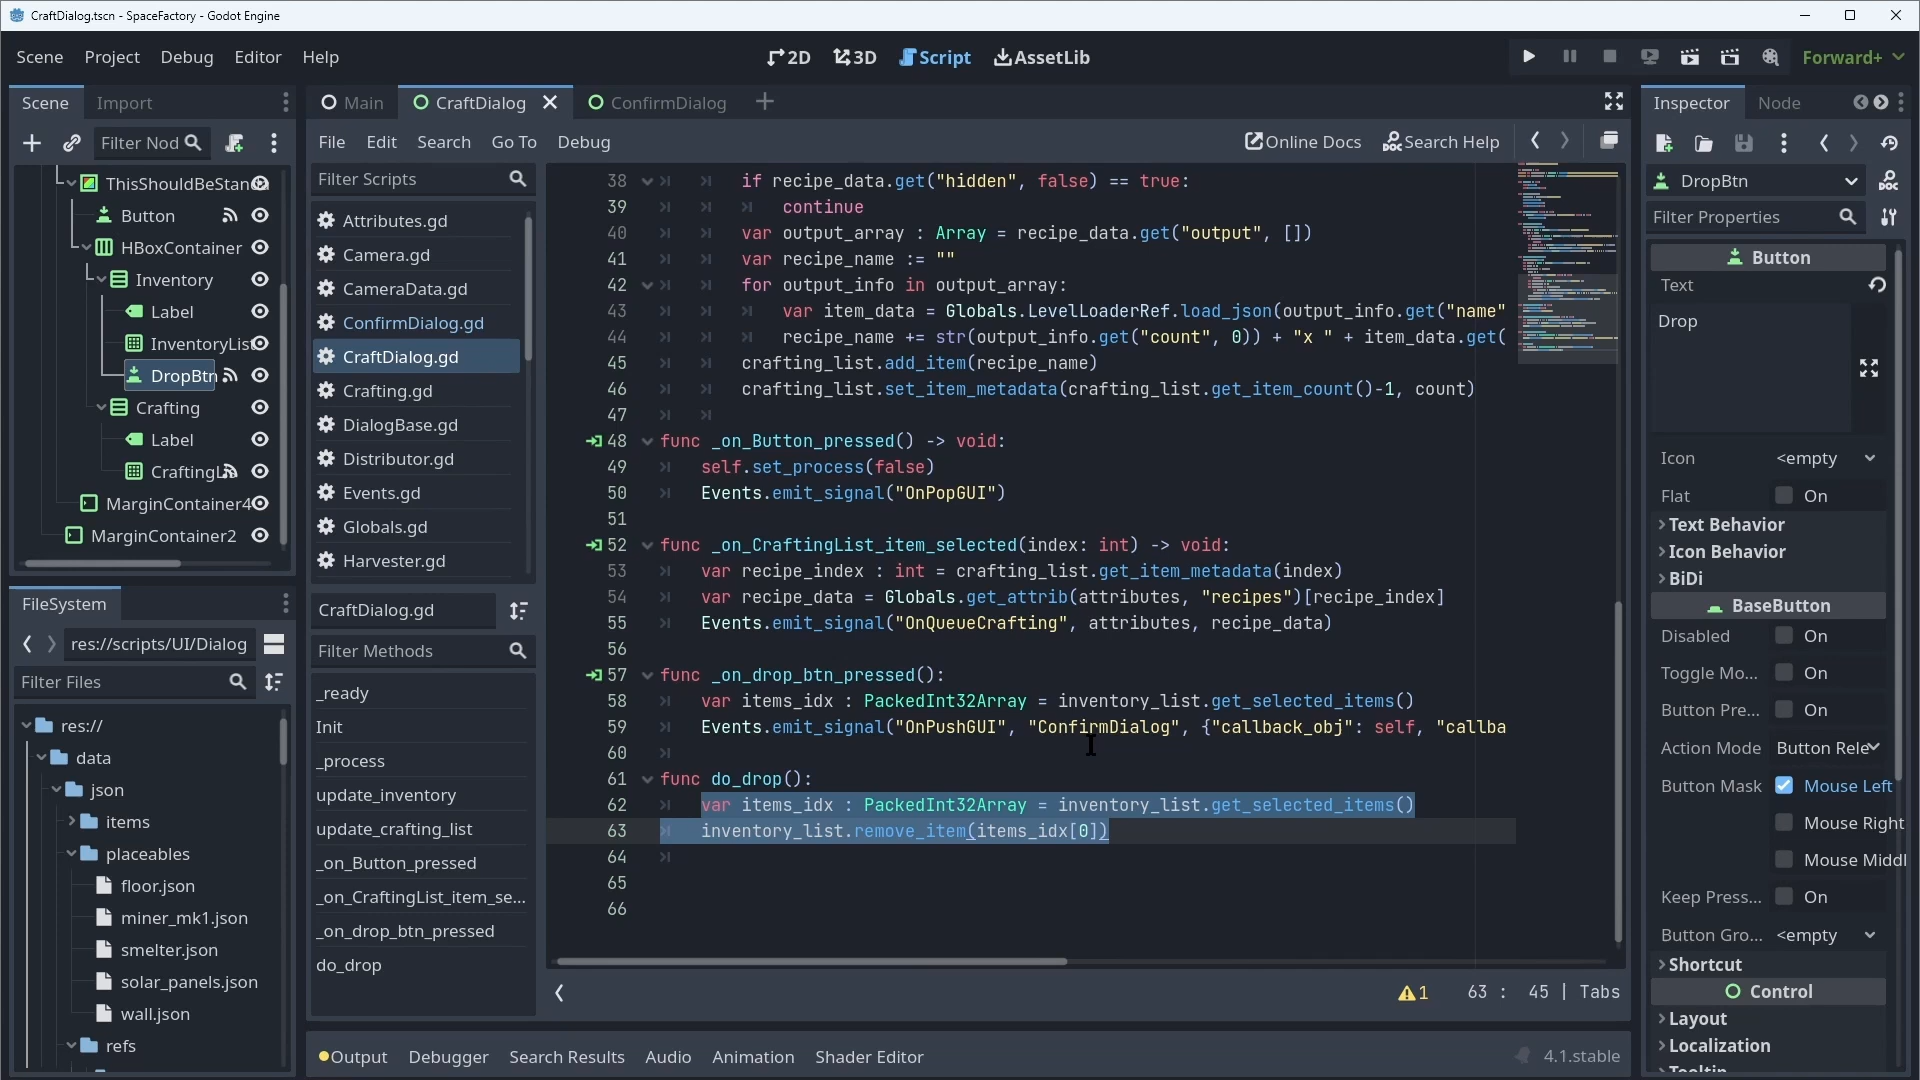 CraftDialog.tscn - SpaceFactory - Godot Engine
Scene Project Debug Editor Help
2D 3D Script AssetLib
Forward+
Scene Import
Filter Nod
ThisShouldBeStand
Button
HBoxContainer
Inventory
Label
InventoryList
DropBtn
Crafting
Label
CraftingL
MarginContainer4
MarginContainer2
FileSystem
res://scripts/UI/Dialog
Filter Files
res://
data
json
items
placeables
floor.json
miner_mk1.json
smelter.json
solar_panels.json
wall.json
refs
Main CraftDialog ConfirmDialog
File Edit Search Go To Debug
Online Docs Search Help
Filter Scripts
Attributes.gd
Camera.gd
CameraData.gd
ConfirmDialog.gd
CraftDialog.gd
Crafting.gd
DialogBase.gd
Distributor.gd
Events.gd
Globals.gd
Harvester.gd
CraftDialog.gd
Filter Methods
_ready
Init
_process
update_inventory
update_crafting_list
_on_Button_pressed
_on_CraftingList_item_se...
_on_drop_btn_pressed
do_drop
38 if recipe_data.get("hidden", false) == true:
39 continue
40 var output_array : Array = recipe_data.get("output", [])
41 var recipe_name := ""
42 for output_info in output_array:
43 var item_data = Globals.LevelLoaderRef.load_json(output_info.get("name"
44 recipe_name += str(output_info.get("count", 0)) + "x " + item_data.get(
45 crafting_list.add_item(recipe_name)
46 crafting_list.set_item_metadata(crafting_list.get_item_count()-1, count)
47
48 func _on_Button_pressed() -> void:
49 self.set_process(false)
50 Events.emit_signal("OnPopGUI")
51
52 func _on_CraftingList_item_selected(index: int) -> void:
53 var recipe_index : int = crafting_list.get_item_metadata(index)
54 var recipe_data = Globals.get_attrib(attributes, "recipes")[recipe_index]
55 Events.emit_signal("OnQueueCrafting", attributes, recipe_data)
56
57 func _on_drop_btn_pressed():
58 var items_idx : PackedInt32Array = inventory_list.get_selected_items()
59 Events.emit_signal("OnPushGUI", "ConfirmDialog", {"callback_obj": self, "callba
60
61 func do_drop():
62 var items_idx : PackedInt32Array = inventory_list.get_selected_items()
63 inventory_list.remove_item(items_idx[0])
64
65
66
1 63 : 45 | Tabs
Output Debugger Search Results Audio Animation Shader Editor
4.1.stable
Inspector Node
DropBtn
Filter Properties
Button
Text
Drop
Icon <empty
Flat On
Text Behavior
Icon Behavior
BiDi
BaseButton
Disabled On
Toggle Mo... On
Button Pre... On
Action Mode Button Rele
Button Mask Mouse Left
Mouse Right
Mouse Middl
Keep Press... On
Button Gro... <empty
Shortcut
Control
Layout
Localization
Tooltip